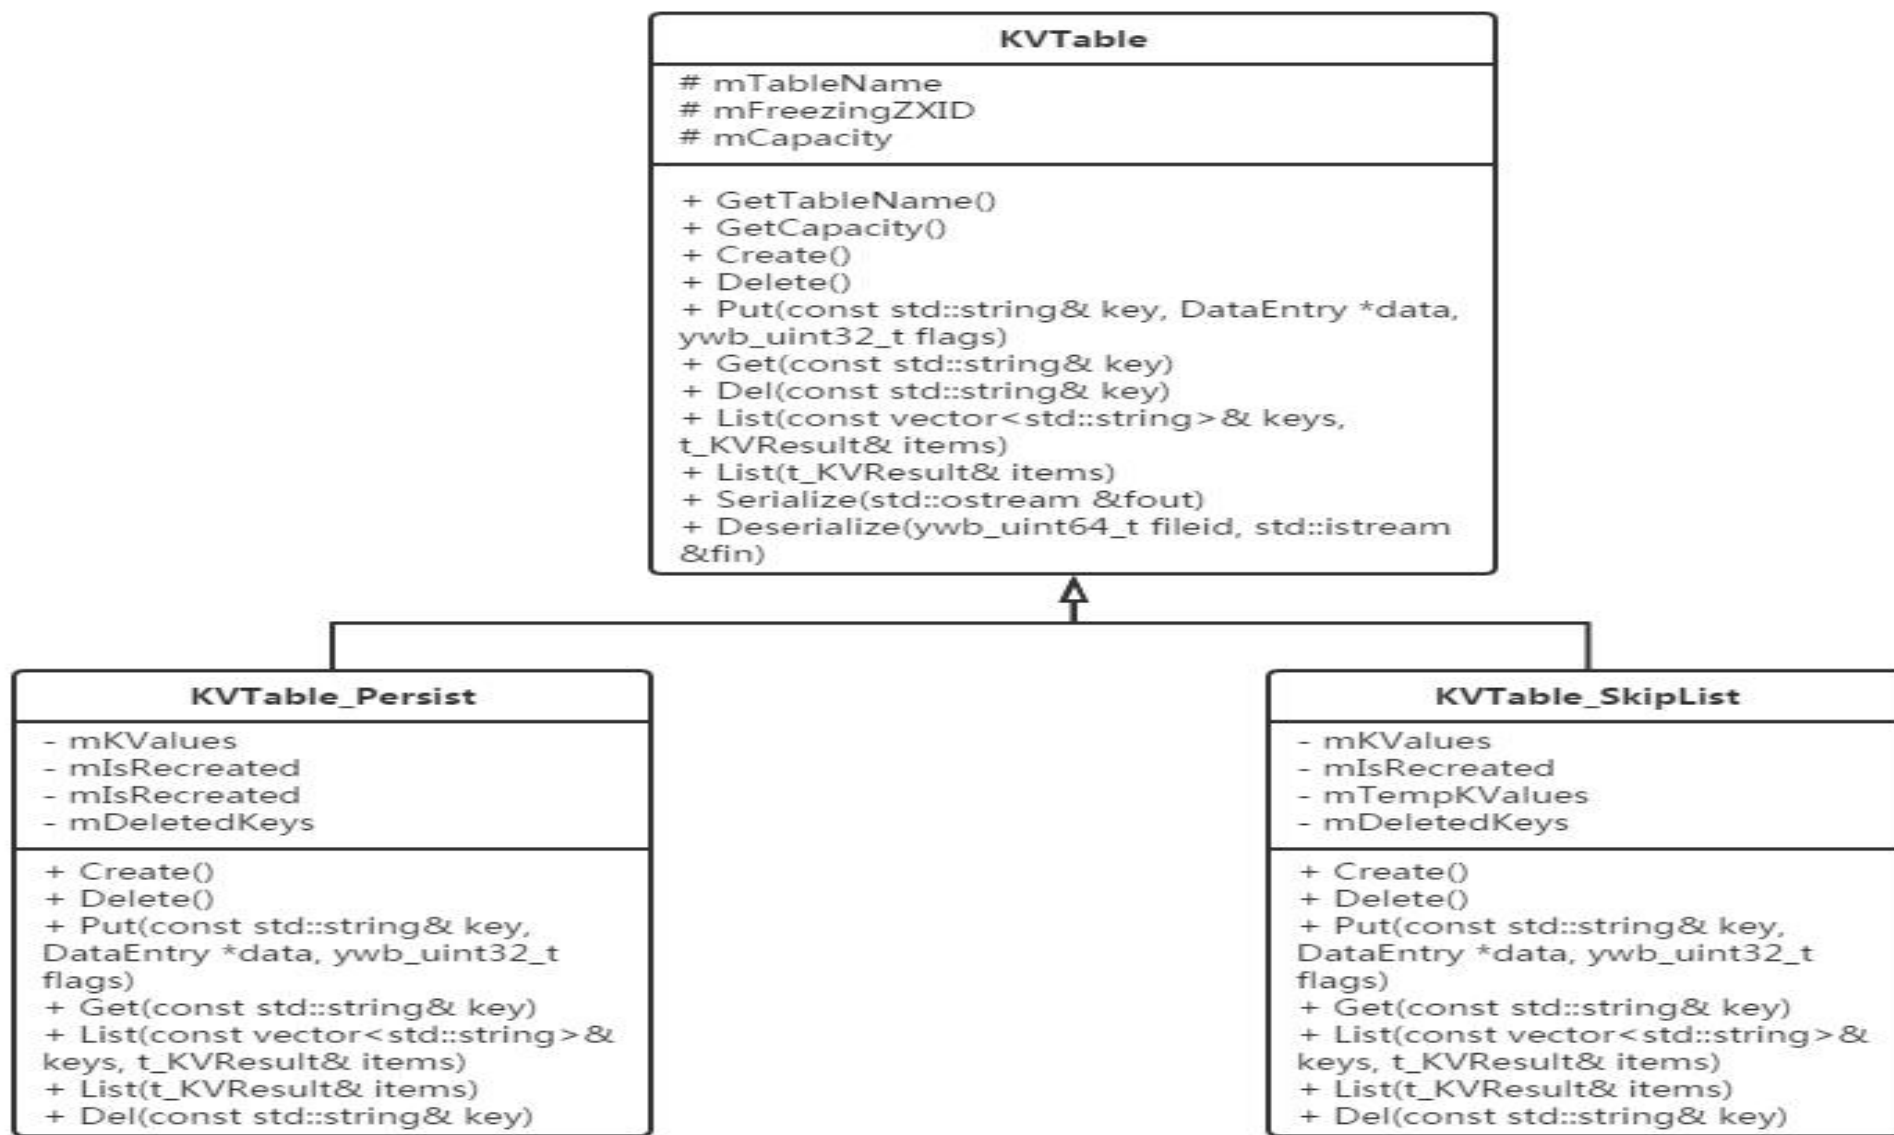 KVTable
# mTableName
# mFreezingZXID
# mCapacity
+ GetTableName()
+ GetCapacity()
+ Create()
+ Delete()
+ Put(const std::string& key, DataEntry *data,
ywb_uint32_t flags)
+ Get(const std::string& key)
+ Del(const std::string& key)
+ List(const vector<std::string>& keys,
t_KVResult& items)
+ List(t_KVResult& items)
+ Serialize(std::ostream &fout)
+ Deserialize(ywb_uint64_t fileid, std::istream
&fin)
KVTable_Persist
- mKValues
- mIsRecreated
- mIsRecreated
- mDeletedKeys
+ Create()
+ Delete()
+ Put(const std::string& key,
DataEntry *data, ywb_uint32_t
flags)
+ Get(const std::string& key)
+ List(const vector<std::string>&
keys, t_KVResult& items)
+ List(t_KVResult& items)
+ Del(const std::string& key)
KVTable_SkipList
- mKValues
- mIsRecreated
- mTempKValues
- mDeletedKeys
+ Create()
+ Delete()
+ Put(const std::string& key,
DataEntry *data, ywb_uint32_t
flags)
+ Get(const std::string& key)
+ List(const vector<std::string>&
keys, t_KVResult& items)
+ List(t_KVResult& items)
+ Del(const std::string& key)